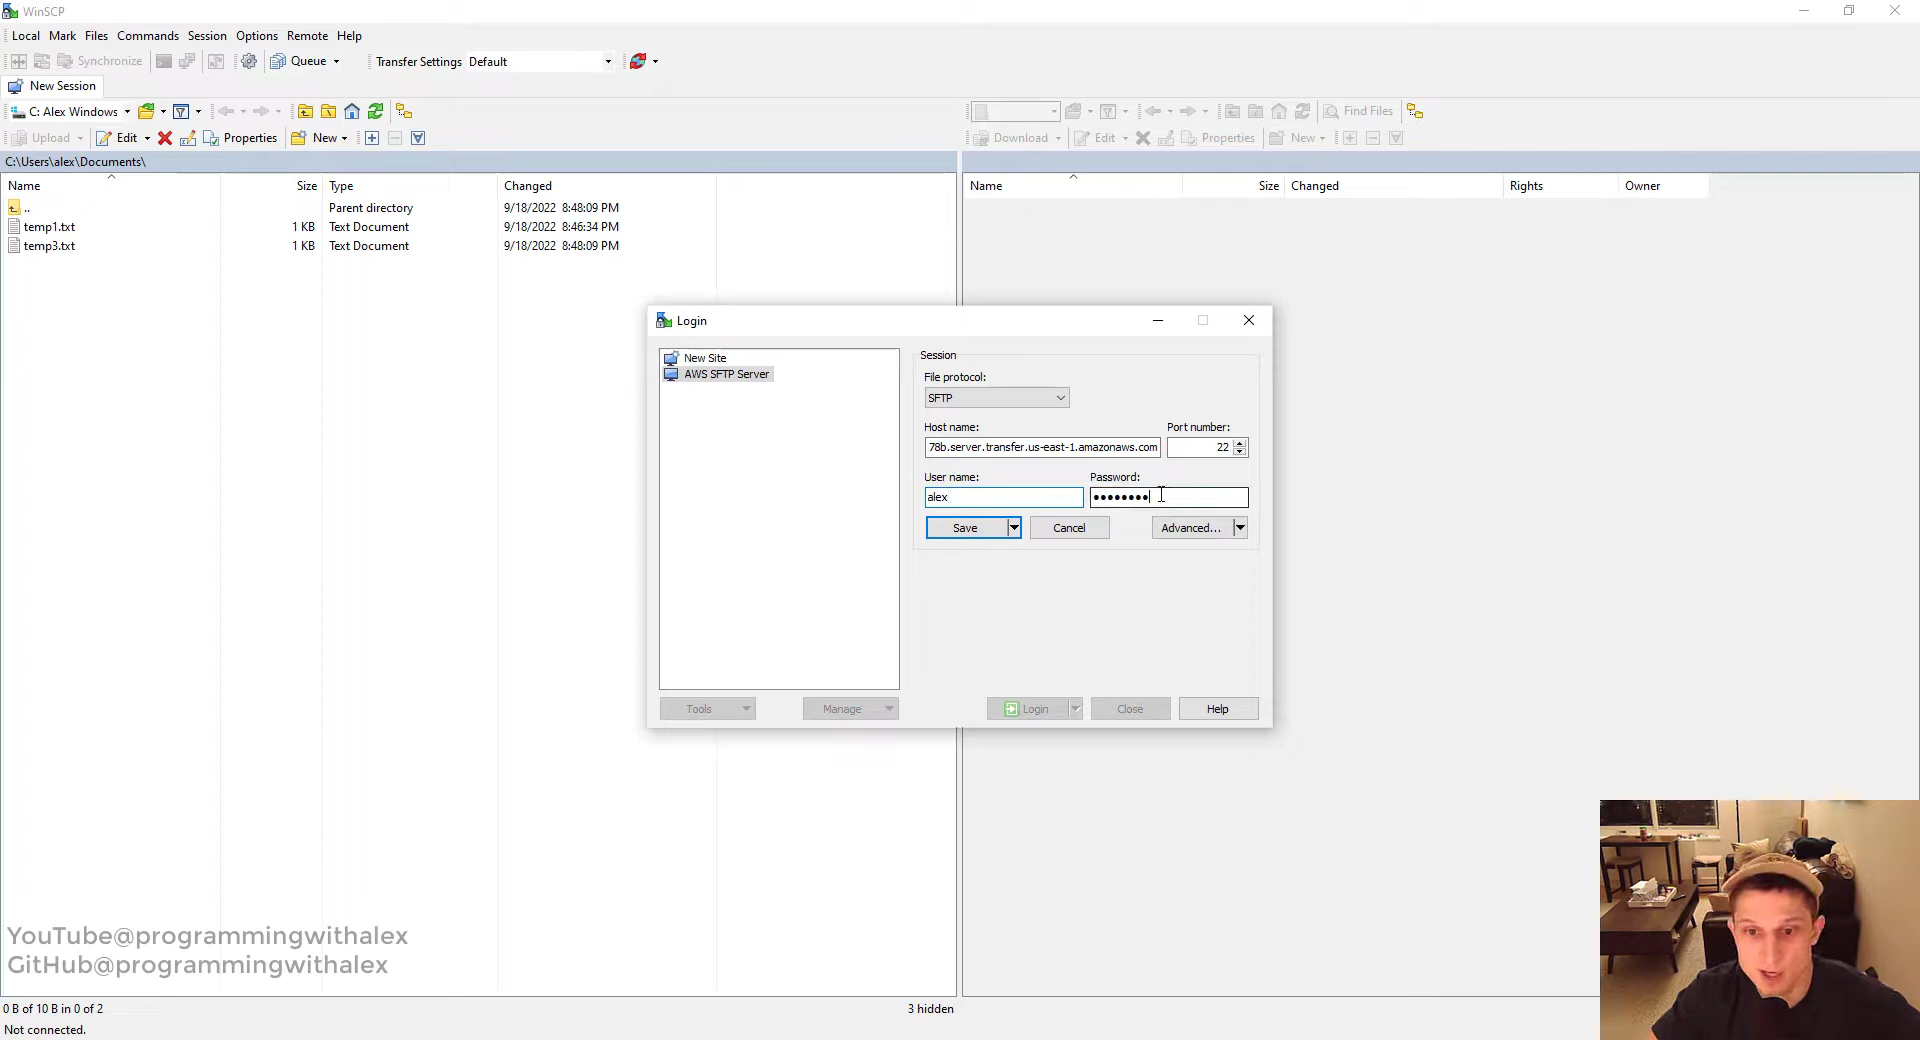 WinSCP
Local Mark Files Commands Session Options Remote Help
Synchronize Queue Transfer Settings Default
New Session
C: Alex Windows Find Files
Upload Edit Properties New Download Edit Properties New
C:\Users\alex\Documents\
Name Size Type Changed Name Size Changed Rights Owner
.. Parent directory 9/18/2022 8:48:09 PM
temp1.txt 1 KB Text Document 9/18/2022 8:46:34 PM
temp3.txt 1 KB Text Document 9/18/2022 8:48:09 PM
Login
New Site
AWS SFTP Server
Session
File protocol:
SFTP
Host name: Port number:
78b.server.transfer.us-east-1.amazonaws.com 22
User name: Password:
alex ••••••••
Save Cancel Advanced...
Tools Manage Login Close Help
YouTube@programmingwithalex
GitHub@programmingwithalex
0 B of 10 B in 0 of 2 3 hidden
Not connected.